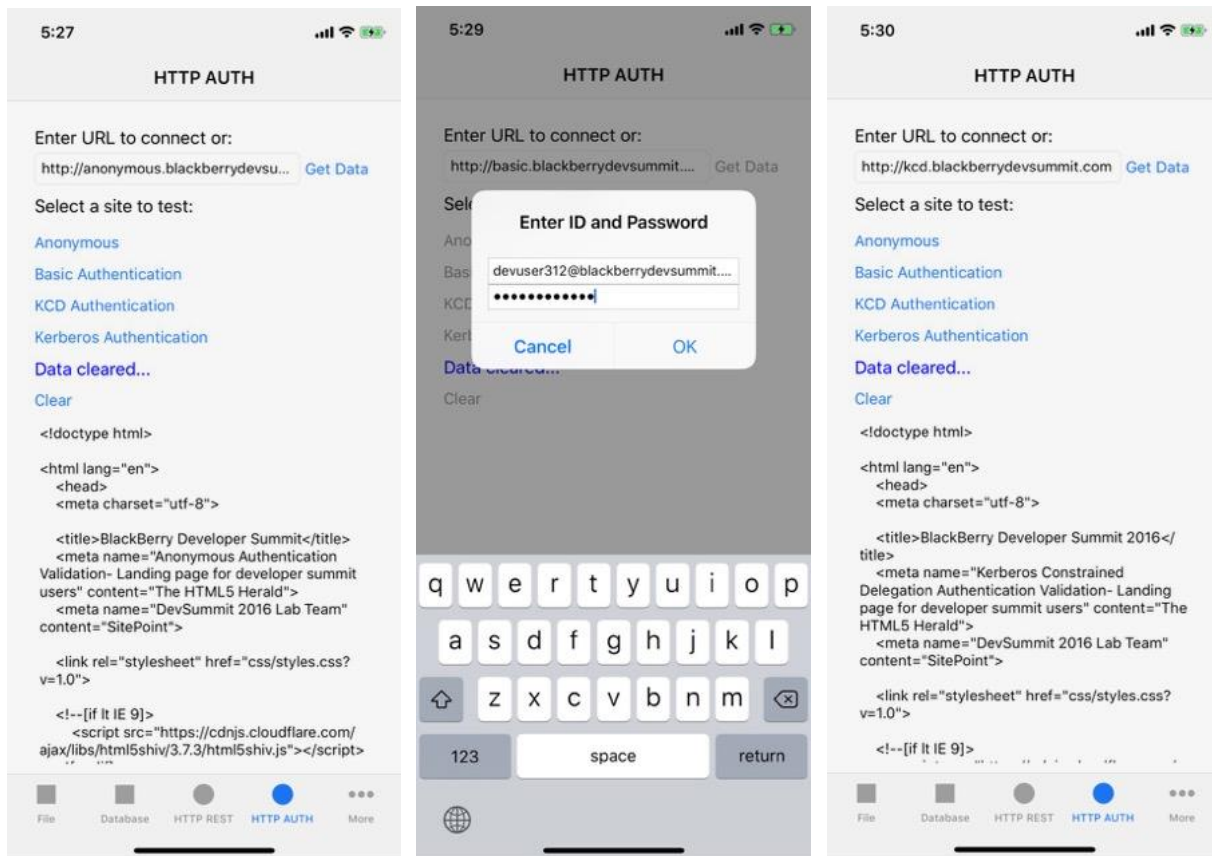 5:27
HTTP AUTH
Enter URL to connect or:
http://anonymous.blackberrydevsu... Get Data
Select a site to test:
Anonymous
Basic Authentication
KCD Authentication
Kerberos Authentication
Data cleared...
Clear
<!doctype html>
<html lang="en">
<head>
<meta charset="utf-8">
<title>BlackBerry Developer Summit</title>
<meta name="Anonymous Authentication
Validation- Landing page for developer summit
users" content="The HTML5 Herald">
<meta name="DevSummit 2016 Lab Team"
content="SitePoint">
<link rel="stylesheet" href="css/styles.css?
v=1.0">
<!--[if lt IE 9]>
<script src="https://cdnjs.cloudflare.com/
ajax/libs/html5shiv/3.7.3/html5shiv.js"></script>
File Database HTTP REST HTTP AUTH More
5:29
HTTP AUTH
Enter URL to connect or:
http://basic.blackberrydevsummit.... Get Data
Enter ID and Password
devuser312@blackberrydevsummit....
Cancel OK
Clear
q w e r t y u i o p
a s d f g h j k l
z x c v b n m
123 space return
5:30
HTTP AUTH
Enter URL to connect or:
http://kcd.blackberrydevsummit.com Get Data
Select a site to test:
Anonymous
Basic Authentication
KCD Authentication
Kerberos Authentication
Data cleared...
Clear
<!doctype html>
<html lang="en">
<head>
<meta charset="utf-8">
<title>BlackBerry Developer Summit 2016</
title>
<meta name="Kerberos Constrained
Delegation Authentication Validation- Landing
page for developer summit users" content="The
HTML5 Herald">
<meta name="DevSummit 2016 Lab Team"
content="SitePoint">
<link rel="stylesheet" href="css/styles.css?
v=1.0">
<!--[if lt IE 9]>
File Database HTTP REST HTTP AUTH More